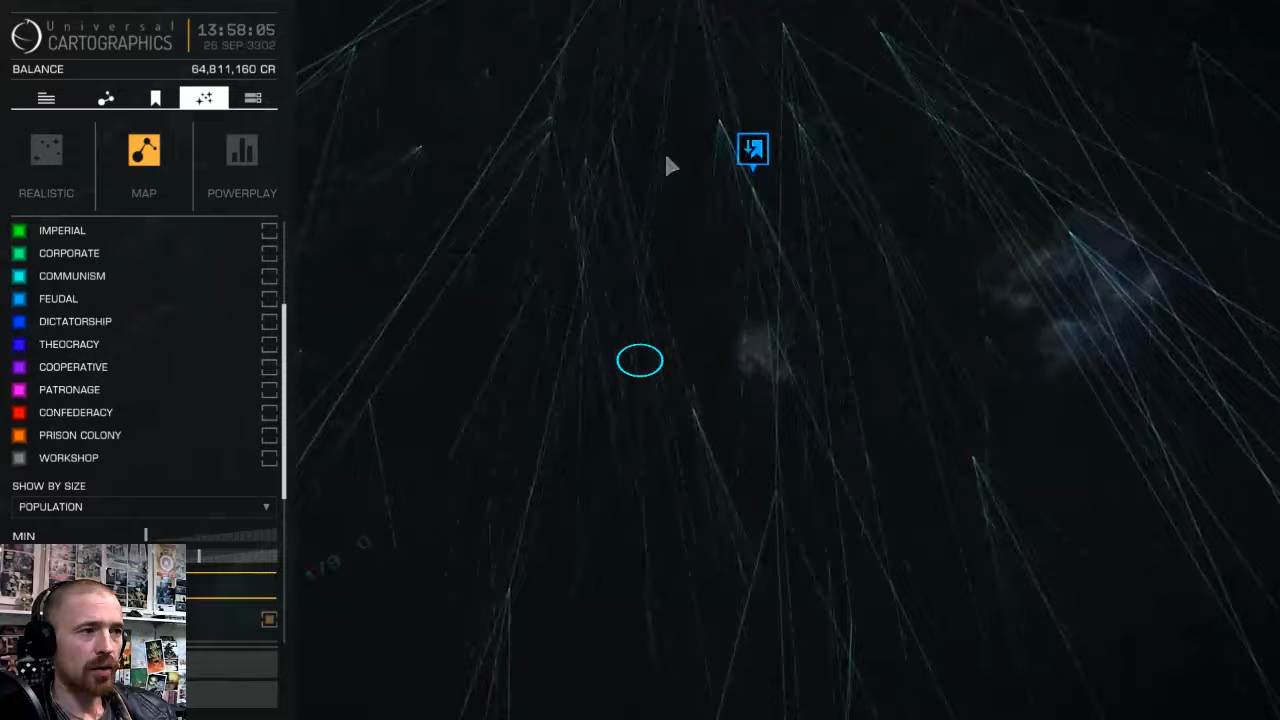 Universal
CARTOGRAPHICS
13:58:05
26 SEP 3302
BALANCE 64,811,160 CR
REALISTIC MAP POWERPLAY
IMPERIAL
CORPORATE
COMMUNISM
FEUDAL
DICTATORSHIP
THEOCRACY
COOPERATIVE
PATRONAGE
CONFEDERACY
PRISON COLONY
WORKSHOP
SHOW BY SIZE
POPULATION
MIN